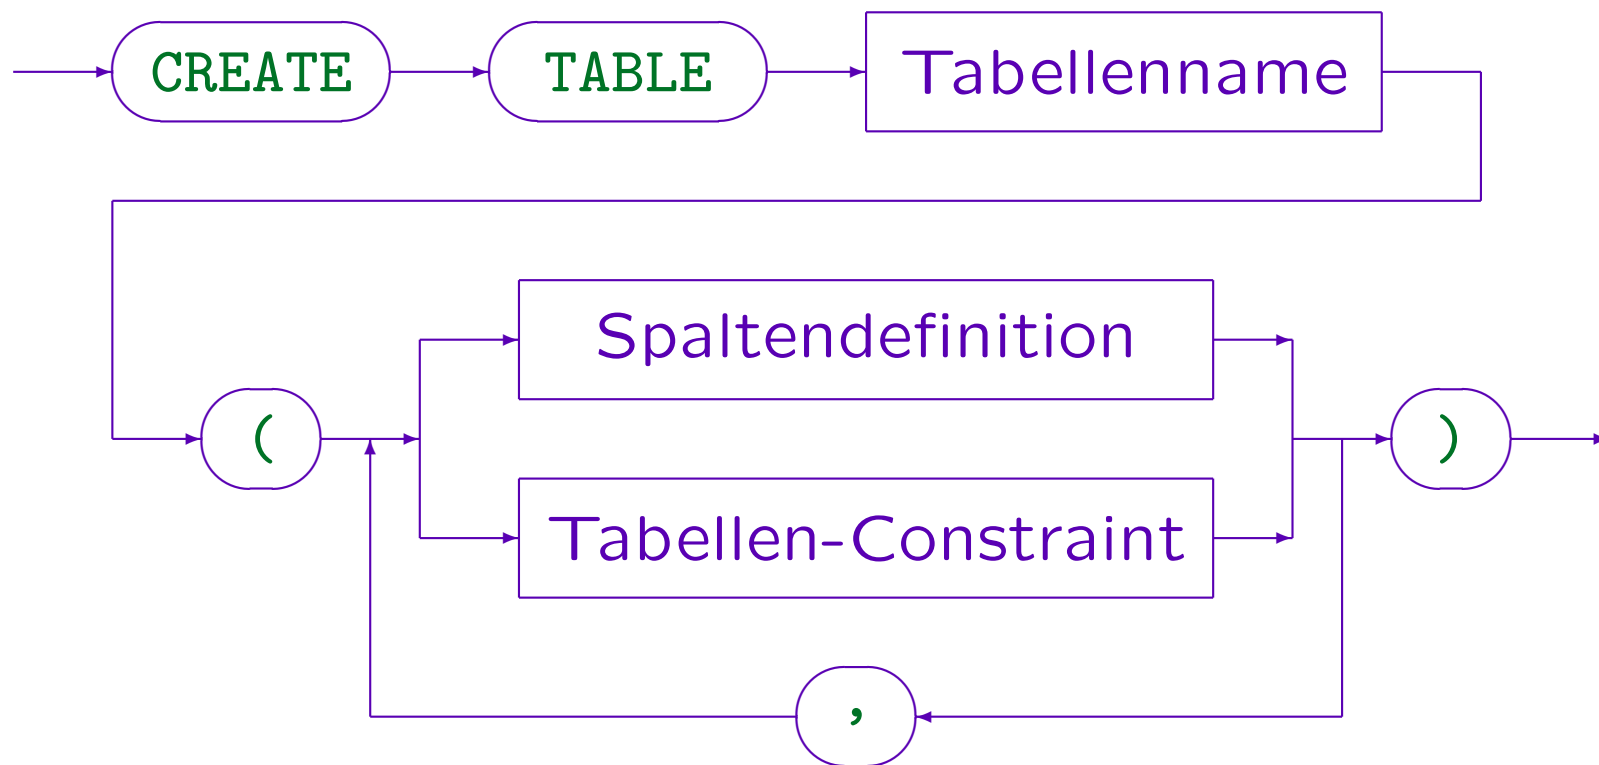 CREATE TABLE Tabellenname
Spaltendefinition
( )
Tabellen-Constraint
,